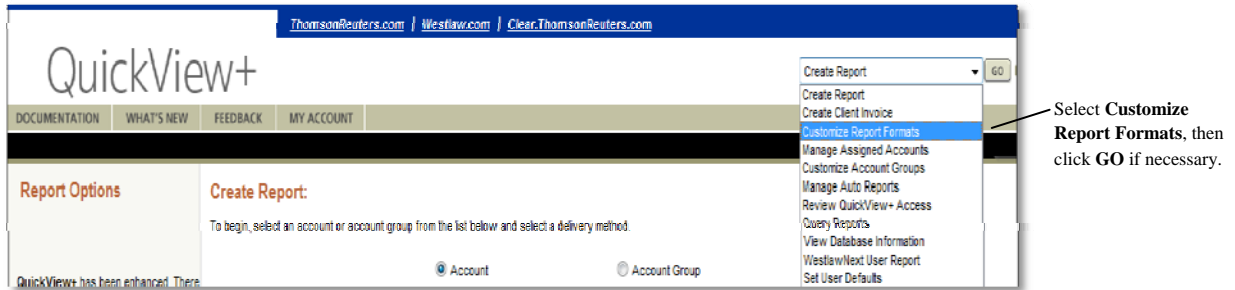 ThomsonReuters.com | Westlaw.com | Clear.ThomsonReuters.com
QuickView+
Create Report
GO
DOCUMENTATION WHAT'S NEW FEEDBACK MY ACCOUNT
Create Report
Create Client Invoice
Customize Report Formats
Manage Assigned Accounts
Customize Account Groups
Manage Auto Reports
Review QuickView+ Access
Query Reports
View Database Information
WestlawNext User Report
Set User Defaults
Select Customize
Report Formats, then
click GO if necessary.
Report Options
Create Report:
To begin, select an account or account group from the list below and select a delivery method.
Account
Account Group
QuickView+ has been enhanced. There